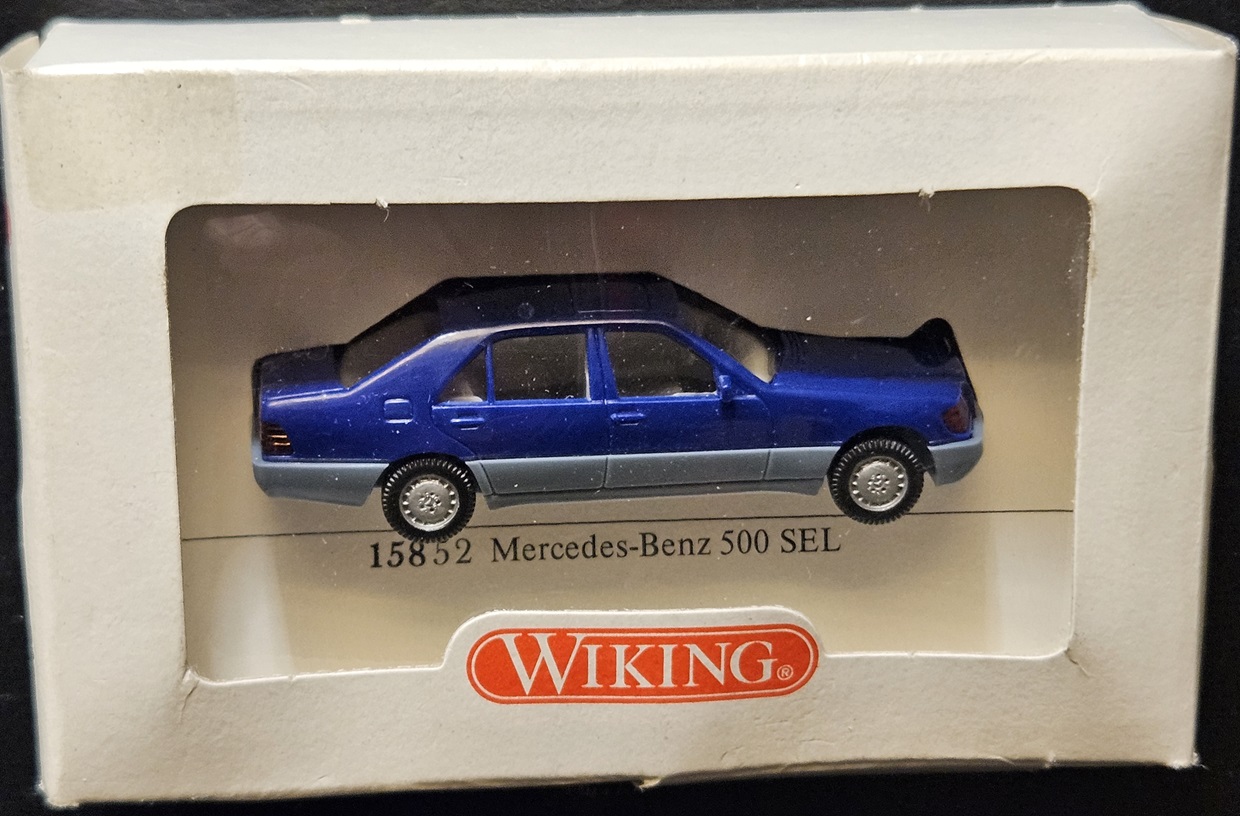 15852 Mercedes-Benz 500 SEL
WIKING®